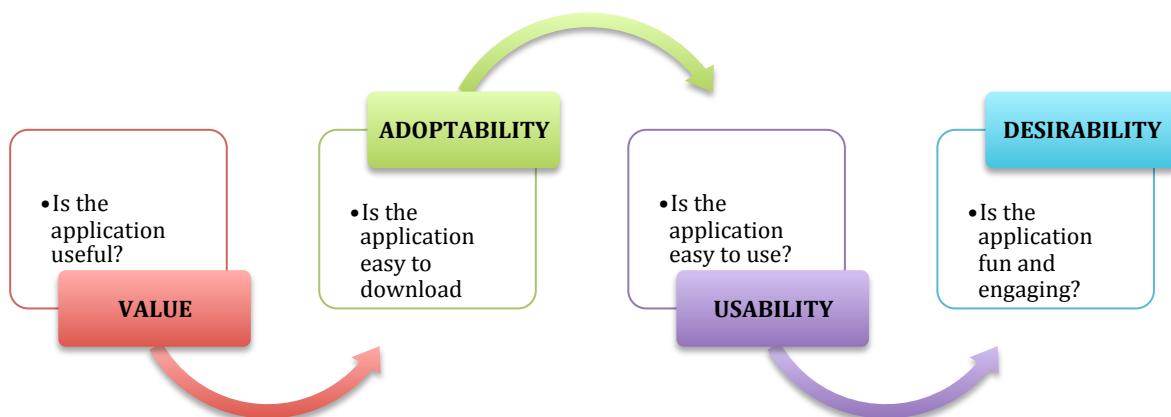 •Is the
application
useful?
VALUE
ADOPTABILITY
•Is the
application
easy to
download
•Is the
application
easy to use?
USABILITY
DESIRABILITY
•Is the
application
fun and
engaging?